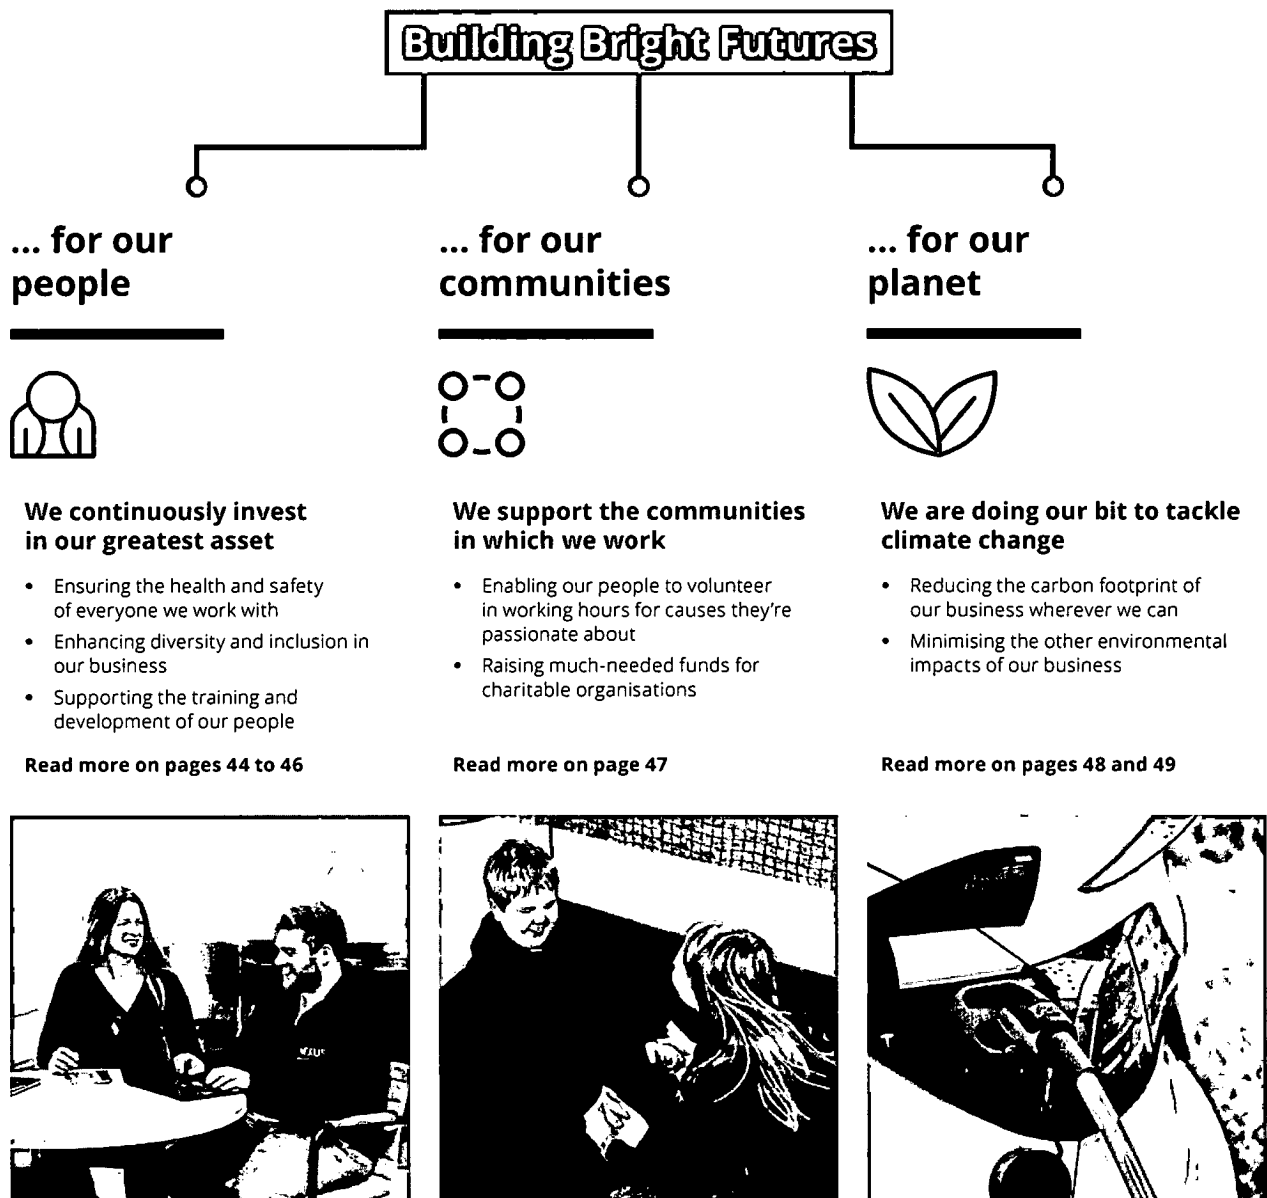 Building Bright Futures
... for our
people
We continuously invest
in our greatest asset
• Ensuring the health and safety
of everyone we work with
• Enhancing diversity and inclusion in
our business
• Supporting the training and
development of our people
Read more on pages 44 to 46
... for our
communities
We support the communities
in which we work
• Enabling our people to volunteer
in working hours for causes they're
passionate about
• Raising much-needed funds for
charitable organisations
Read more on page 47
... for our
planet
We are doing our bit to tackle
climate change
• Reducing the carbon footprint of
our business wherever we can
• Minimising the other environmental
impacts of our business
Read more on pages 48 and 49